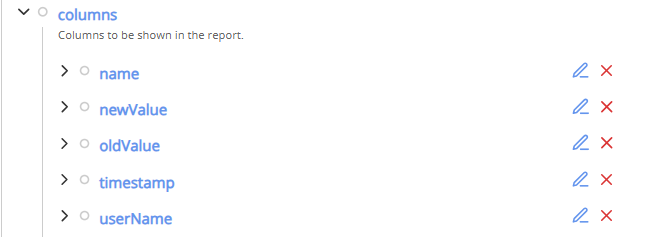 columns
Columns to be shown in the report.
name
newValue
oldValue
timestamp
userName